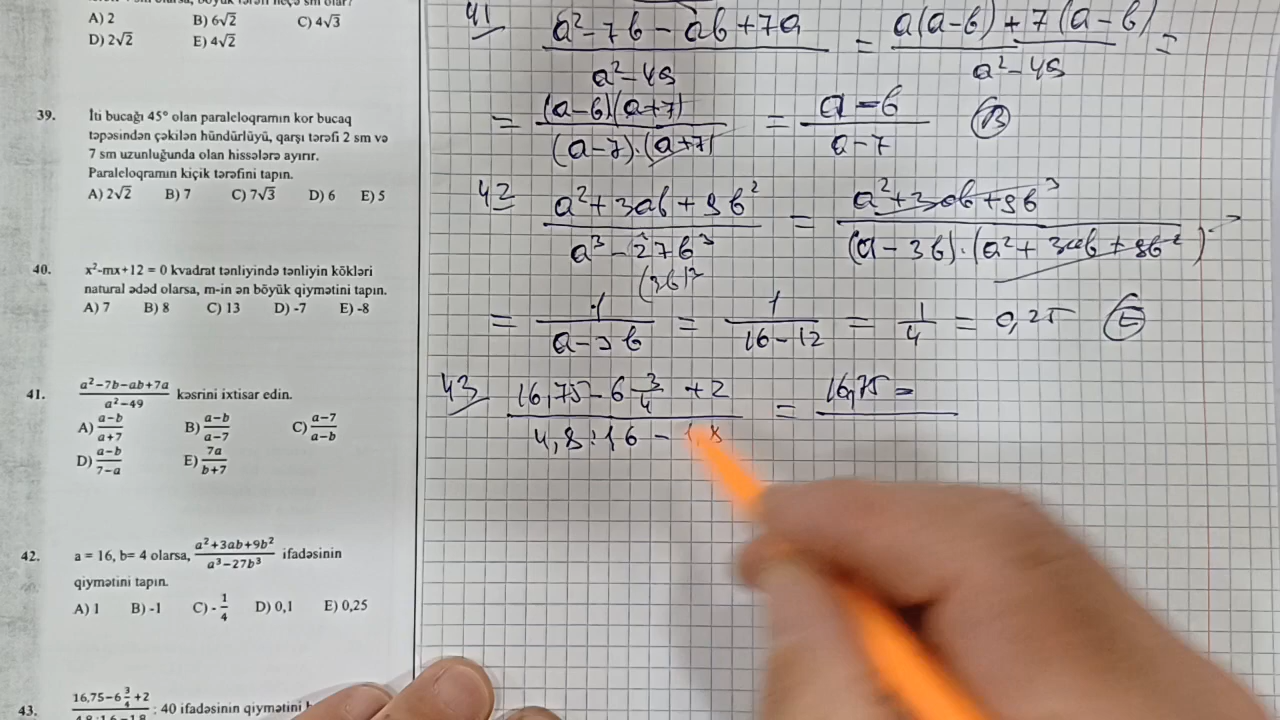 A) 2 B) 6√2 C) 4√3
D) 2√2 E) 4√2
39. İti bucağı 45° olan paraleloqramın kor bucaq
təpəsindən çəkilən hündürlüyü, qarşı tərəfi 2 sm və
7 sm uzunluğunda olan hissələrə ayırır.
Paraleloqramın kiçik tərəfini tapın.
A) 2√2 B) 7 C) 7√3 D) 6 E) 5
40. x²-mx+12 = 0 kvadrat tənliyində tənliyin kökləri
natural ədəd olarsa, m-in ən böyük qiymətini tapın.
A) 7 B) 8 C) 13 D) -7 E) -8
41. (a²−7b−ab+7a)/(a²−49) kəsrini ixtisar edin.
A) (a−b)/(a+7) B) (a−b)/(a−7) C) (a−7)/(a−b)
D) (a−b)/(7−a) E) 7a/(b+7)
42. a = 16, b= 4 olarsa, (a²+3ab+9b²)/(a³−27b³) ifadəsinin
qiymətini tapın.
A) 1 B) -1 C) -1/4 D) 0,1 E) 0,25
43. (16,75−6 3/4 +2)/(4,8:1,6−1,8) : 40 ifadəsinin qiymətini
41 (a²−7b−ab+7a)/(a²−49) = (a(a−b)+7(a−b))/(a²−49) =
= ((a−b)(a+7))/((a−7)·(a+7)) = (a−b)/(a−7) B
42 (a²+3ab+9b²)/(a³−27b³) = (a²+3ab+9b³)/((a−3b)·(a²+3ab+9b²)) =
(3b)³
= 1/(a−3b) = 1/(16−12) = 1/4 = 0,25 E
43 (16,75−6 3/4 +2)/(4,8:16−1,8) = 16,75 −